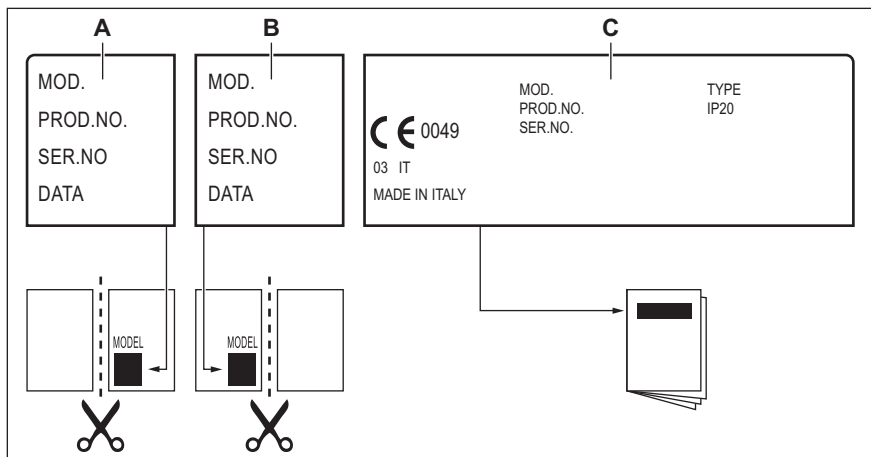 A
B
C
MOD.
PROD.NO.
SER.NO
DATA
MOD.
PROD.NO.
SER.NO
DATA
MOD.
PROD.NO.
SER.NO.
TYPE
IP20
CE 0049
03 IT
MADE IN ITALY
MODEL
MODEL